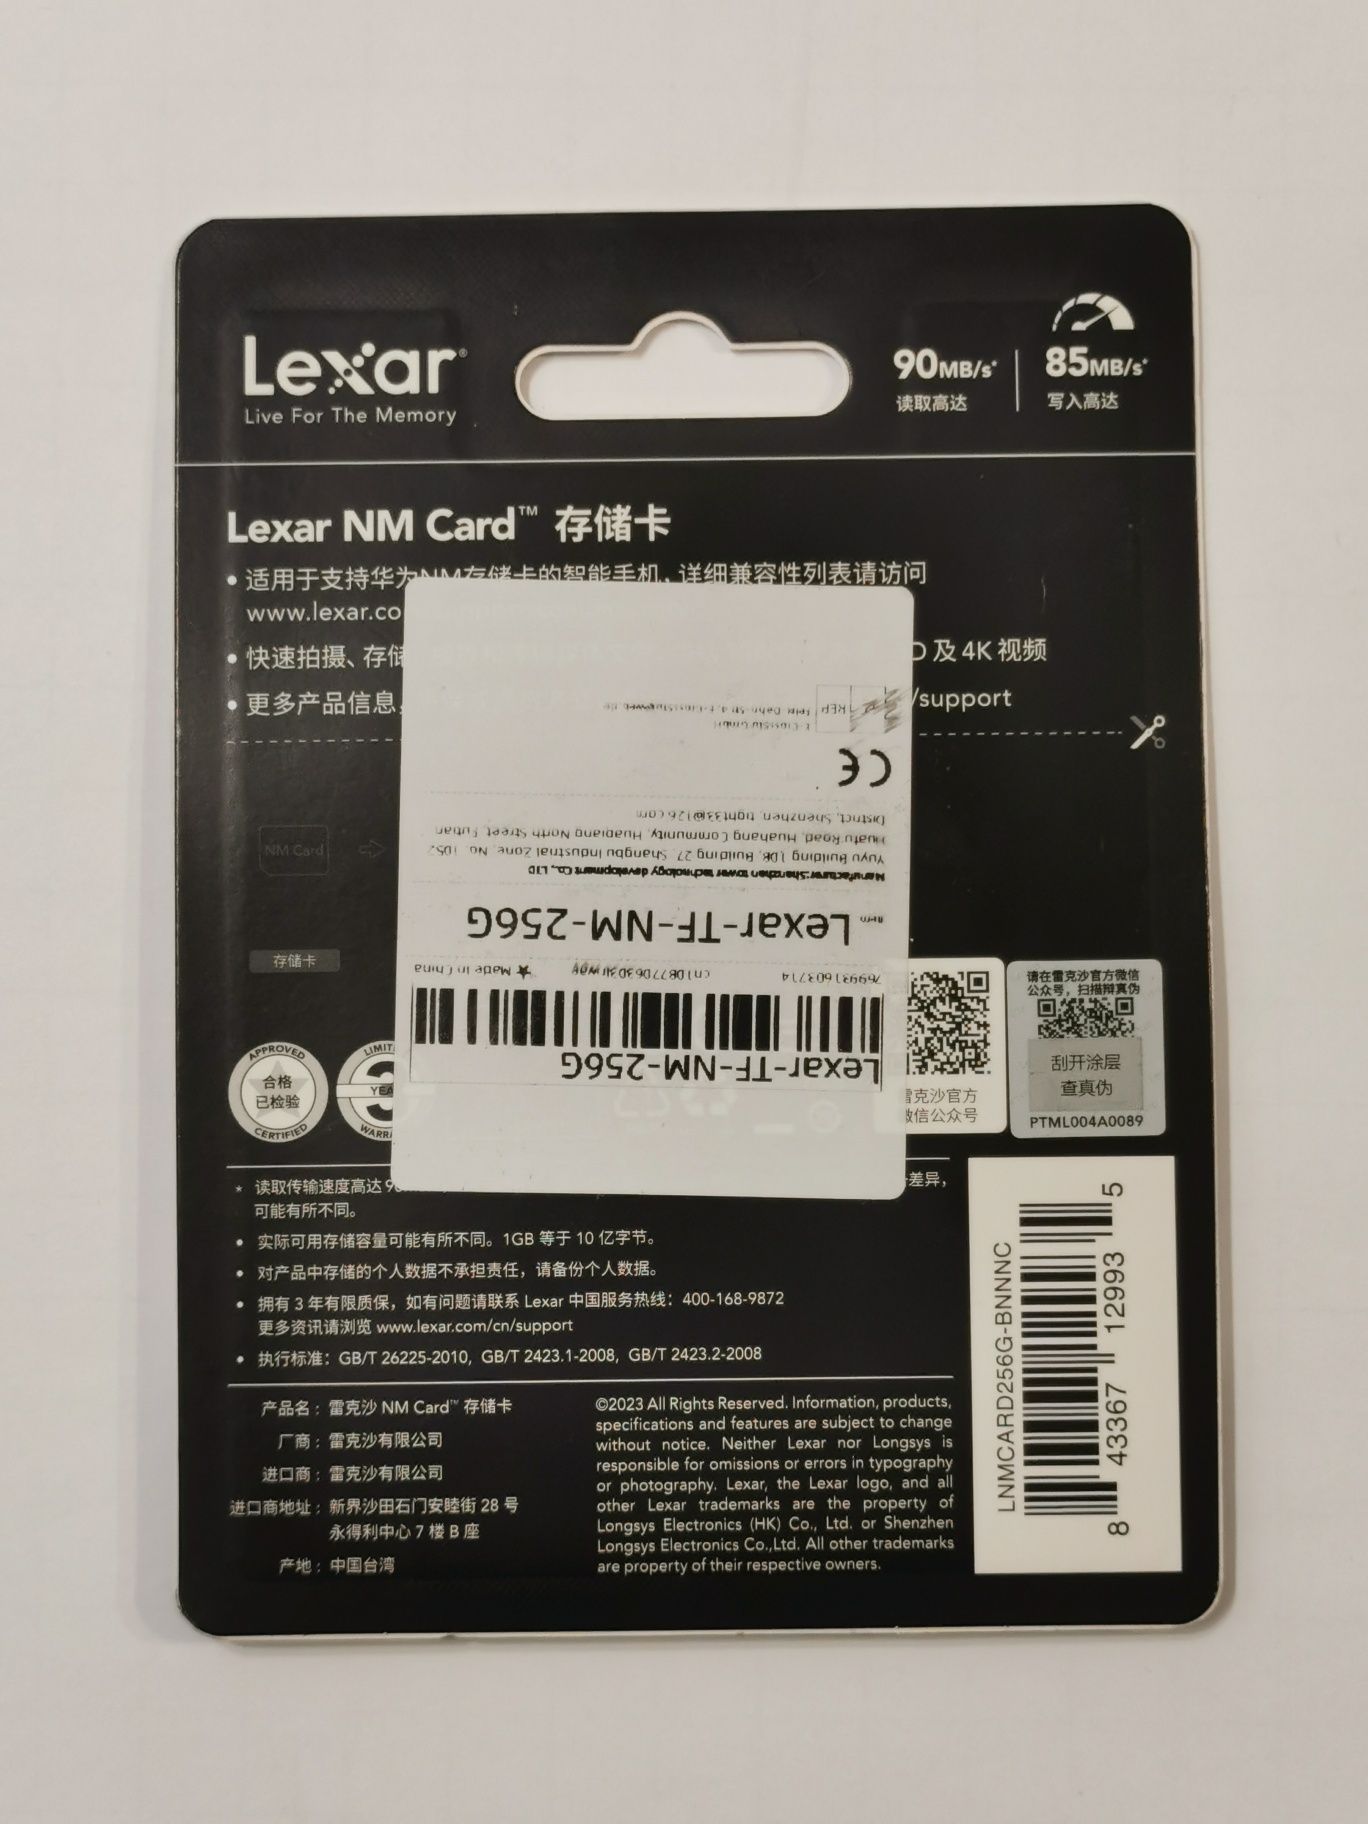 Lexar®
Live For The Memory
90MB/s* 85MB/s*
读取高达 写入高达
Lexar NM Card™ 存储卡
• 适用于支持华为NM存储卡的智能手机，详细兼容性列表请访问
www.lexar.co
• 快速拍摄、存储 D 及 4K 视频
• 更多产品信息, /support
NM Card
存储卡
APPROVED
合格
已检验
CERTIFIED
LIMIT
3
YEA
WARR
Lexar-TF-NM-256G
769931603714 Made in China
Item: Lexar-TF-NM-256G
Manufacturer:Shenzhen tower technology development Co., LTD
Yuyu Building 108, Building 27, Shangbu Industrial Zone, No.
Huafu Road, Huahang Community, Huaqiang North Street, Futian
District, Shenzhen, tight33@126.com
CE
REP
雷克沙官方
微信公众号
请在雷克沙官方微信
公众号，扫描辩真伪
刮开涂层
查真伪
PTML004A0089
* 读取传输速度高达 差异，
可能有所不同。
• 实际可用存储容量可能有所不同。1GB 等于 10 亿字节。
• 对产品中存储的个人数据不承担责任，请备份个人数据。
• 拥有 3 年有限质保，如有问题请联系 Lexar 中国服务热线：400-168-9872
更多资讯请浏览 www.lexar.com/cn/support
• 执行标准：GB/T 26225-2010, GB/T 2423.1-2008, GB/T 2423.2-2008
产品名：雷克沙 NM Card™ 存储卡
厂商：雷克沙有限公司
进口商：雷克沙有限公司
进口商地址：新界沙田石门安睦街 28 号
永得利中心 7 楼 B 座
产地：中国台湾
©2023 All Rights Reserved. Information, products,
specifications and features are subject to change
without notice. Neither Lexar nor Longsys is
responsible for omissions or errors in typography
or photography. Lexar, the Lexar logo, and all
other Lexar trademarks are the property of
Longsys Electronics (HK) Co., Ltd. or Shenzhen
Longsys Electronics Co.,Ltd. All other trademarks
are property of their respective owners.
LNMCARD256G-BNNNC
8 43367 12993 5